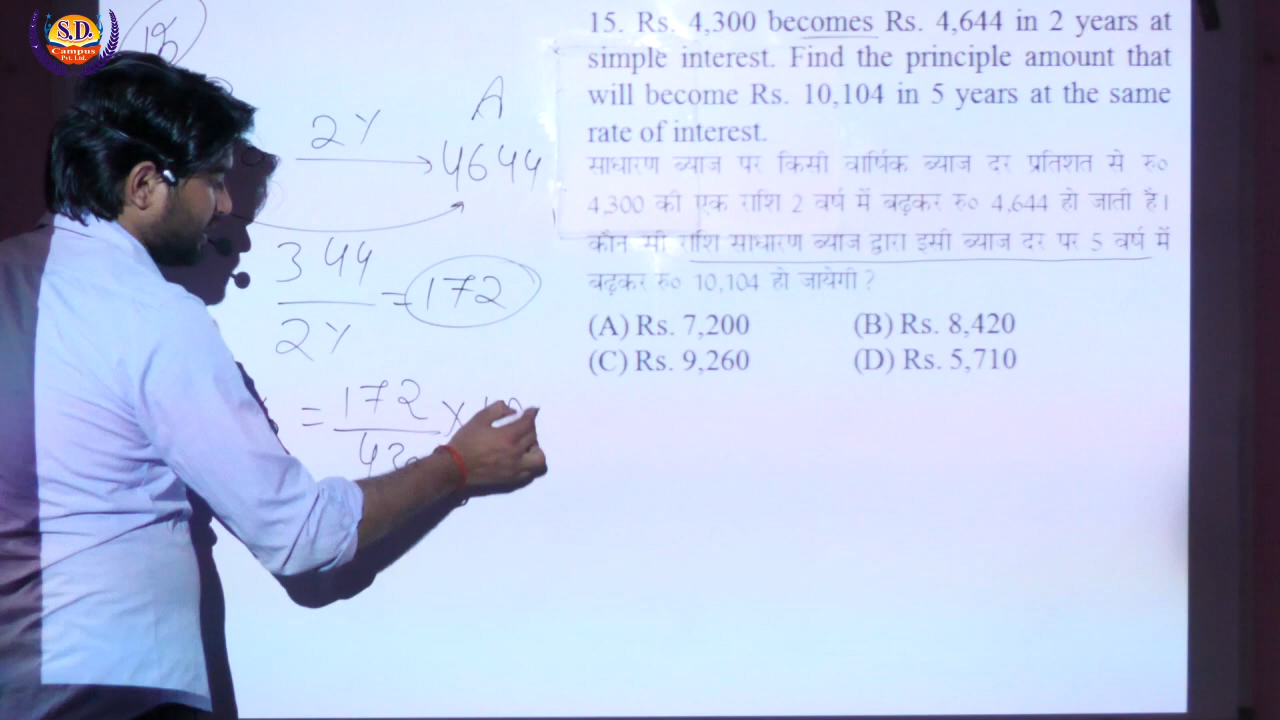 S.D.
Campus
Pvt. Ltd.
15
2Y
A
4644
344
2Y
= 172
= 172
×
15. Rs. 4,300 becomes Rs. 4,644 in 2 years at
simple interest. Find the principle amount that
will become Rs. 10,104 in 5 years at the same
rate of interest.
साधारण ब्याज पर किसी वार्षिक ब्याज दर प्रतिशत से रु०
4,300 की एक राशि 2 वर्ष में बढ़कर रु० 4,644 हो जाती है।
कौन सी राशि साधारण ब्याज द्वारा इसी ब्याज दर पर 5 वर्ष में
बढ़कर रु० 10,104 हो जायेगी ?
(A) Rs. 7,200 (B) Rs. 8,420
(C) Rs. 9,260 (D) Rs. 5,710